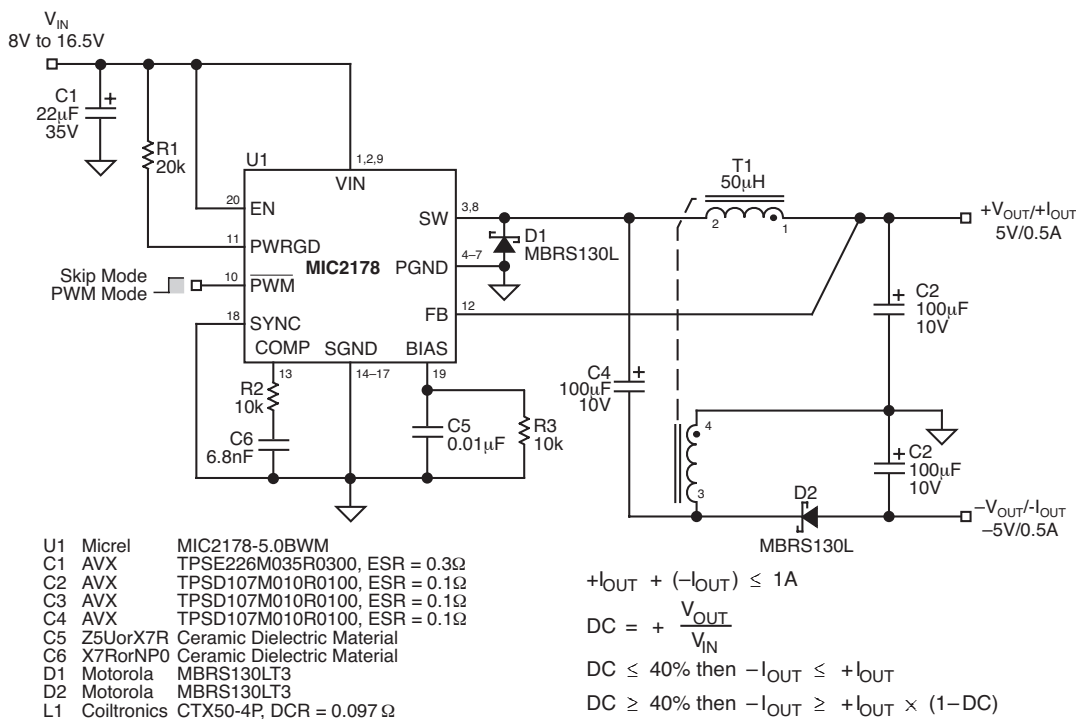 V_IN
8V to 16.5V
C1
22µF
35V
R1
20k
U1
1,2,9
VIN
20
EN
SW
3,8
11
PWRGD
MIC2178
PGND
4–7
D1
MBRS130L
T1
50µH
2
1
+V_OUT/+I_OUT
5V/0.5A
Skip Mode
PWM Mode
10
P̅W̅M̅
FB
12
18
SYNC
COMP
SGND
BIAS
13
14–17
19
R2
10k
C6
6.8nF
C5
0.01µF
R3
10k
C4
100µF
10V
C2
100µF
10V
4
3
C2
100µF
10V
D2
MBRS130L
–V_OUT/-I_OUT
–5V/0.5A
U1 Micrel MIC2178-5.0BWM
C1 AVX TPSE226M035R0300, ESR = 0.3Ω
C2 AVX TPSD107M010R0100, ESR = 0.1Ω
C3 AVX TPSD107M010R0100, ESR = 0.1Ω
C4 AVX TPSD107M010R0100, ESR = 0.1Ω
C5 Z5UorX7R Ceramic Dielectric Material
C6 X7RorNP0 Ceramic Dielectric Material
D1 Motorola MBRS130LT3
D2 Motorola MBRS130LT3
L1 Coiltronics CTX50-4P, DCR = 0.097 Ω
+I_OUT + (–I_OUT) ≤ 1A
DC = + V_OUT / V_IN
DC ≤ 40% then –I_OUT ≤ +I_OUT
DC ≥ 40% then –I_OUT ≥ +I_OUT × (1–DC)